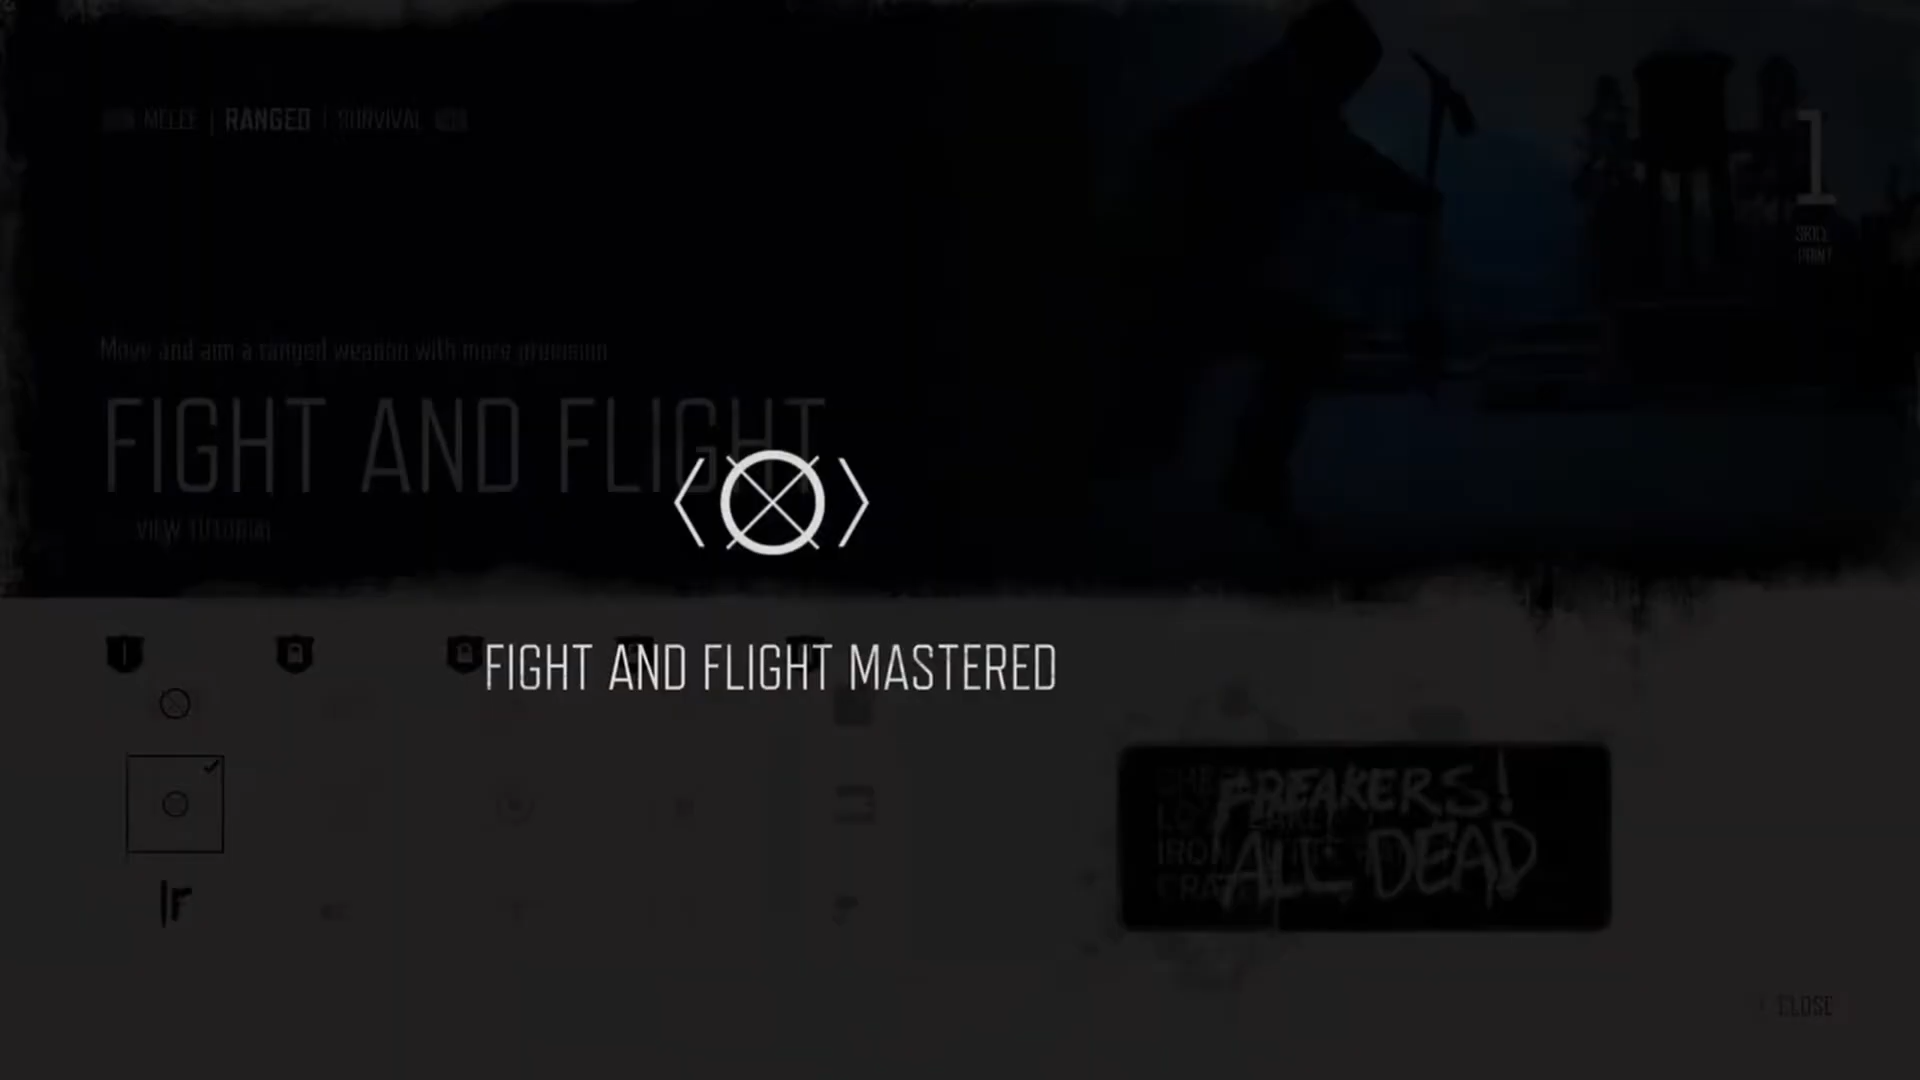 MELEE | RANGED | SURVIVAL
1
SKILL
POINT
Move and aim a ranged weapon with more precision
FIGHT AND FLIGHT
VIEW TUTORIAL
FIGHT AND FLIGHT MASTERED
FREAKERS!
ALL DEAD
CLOSE